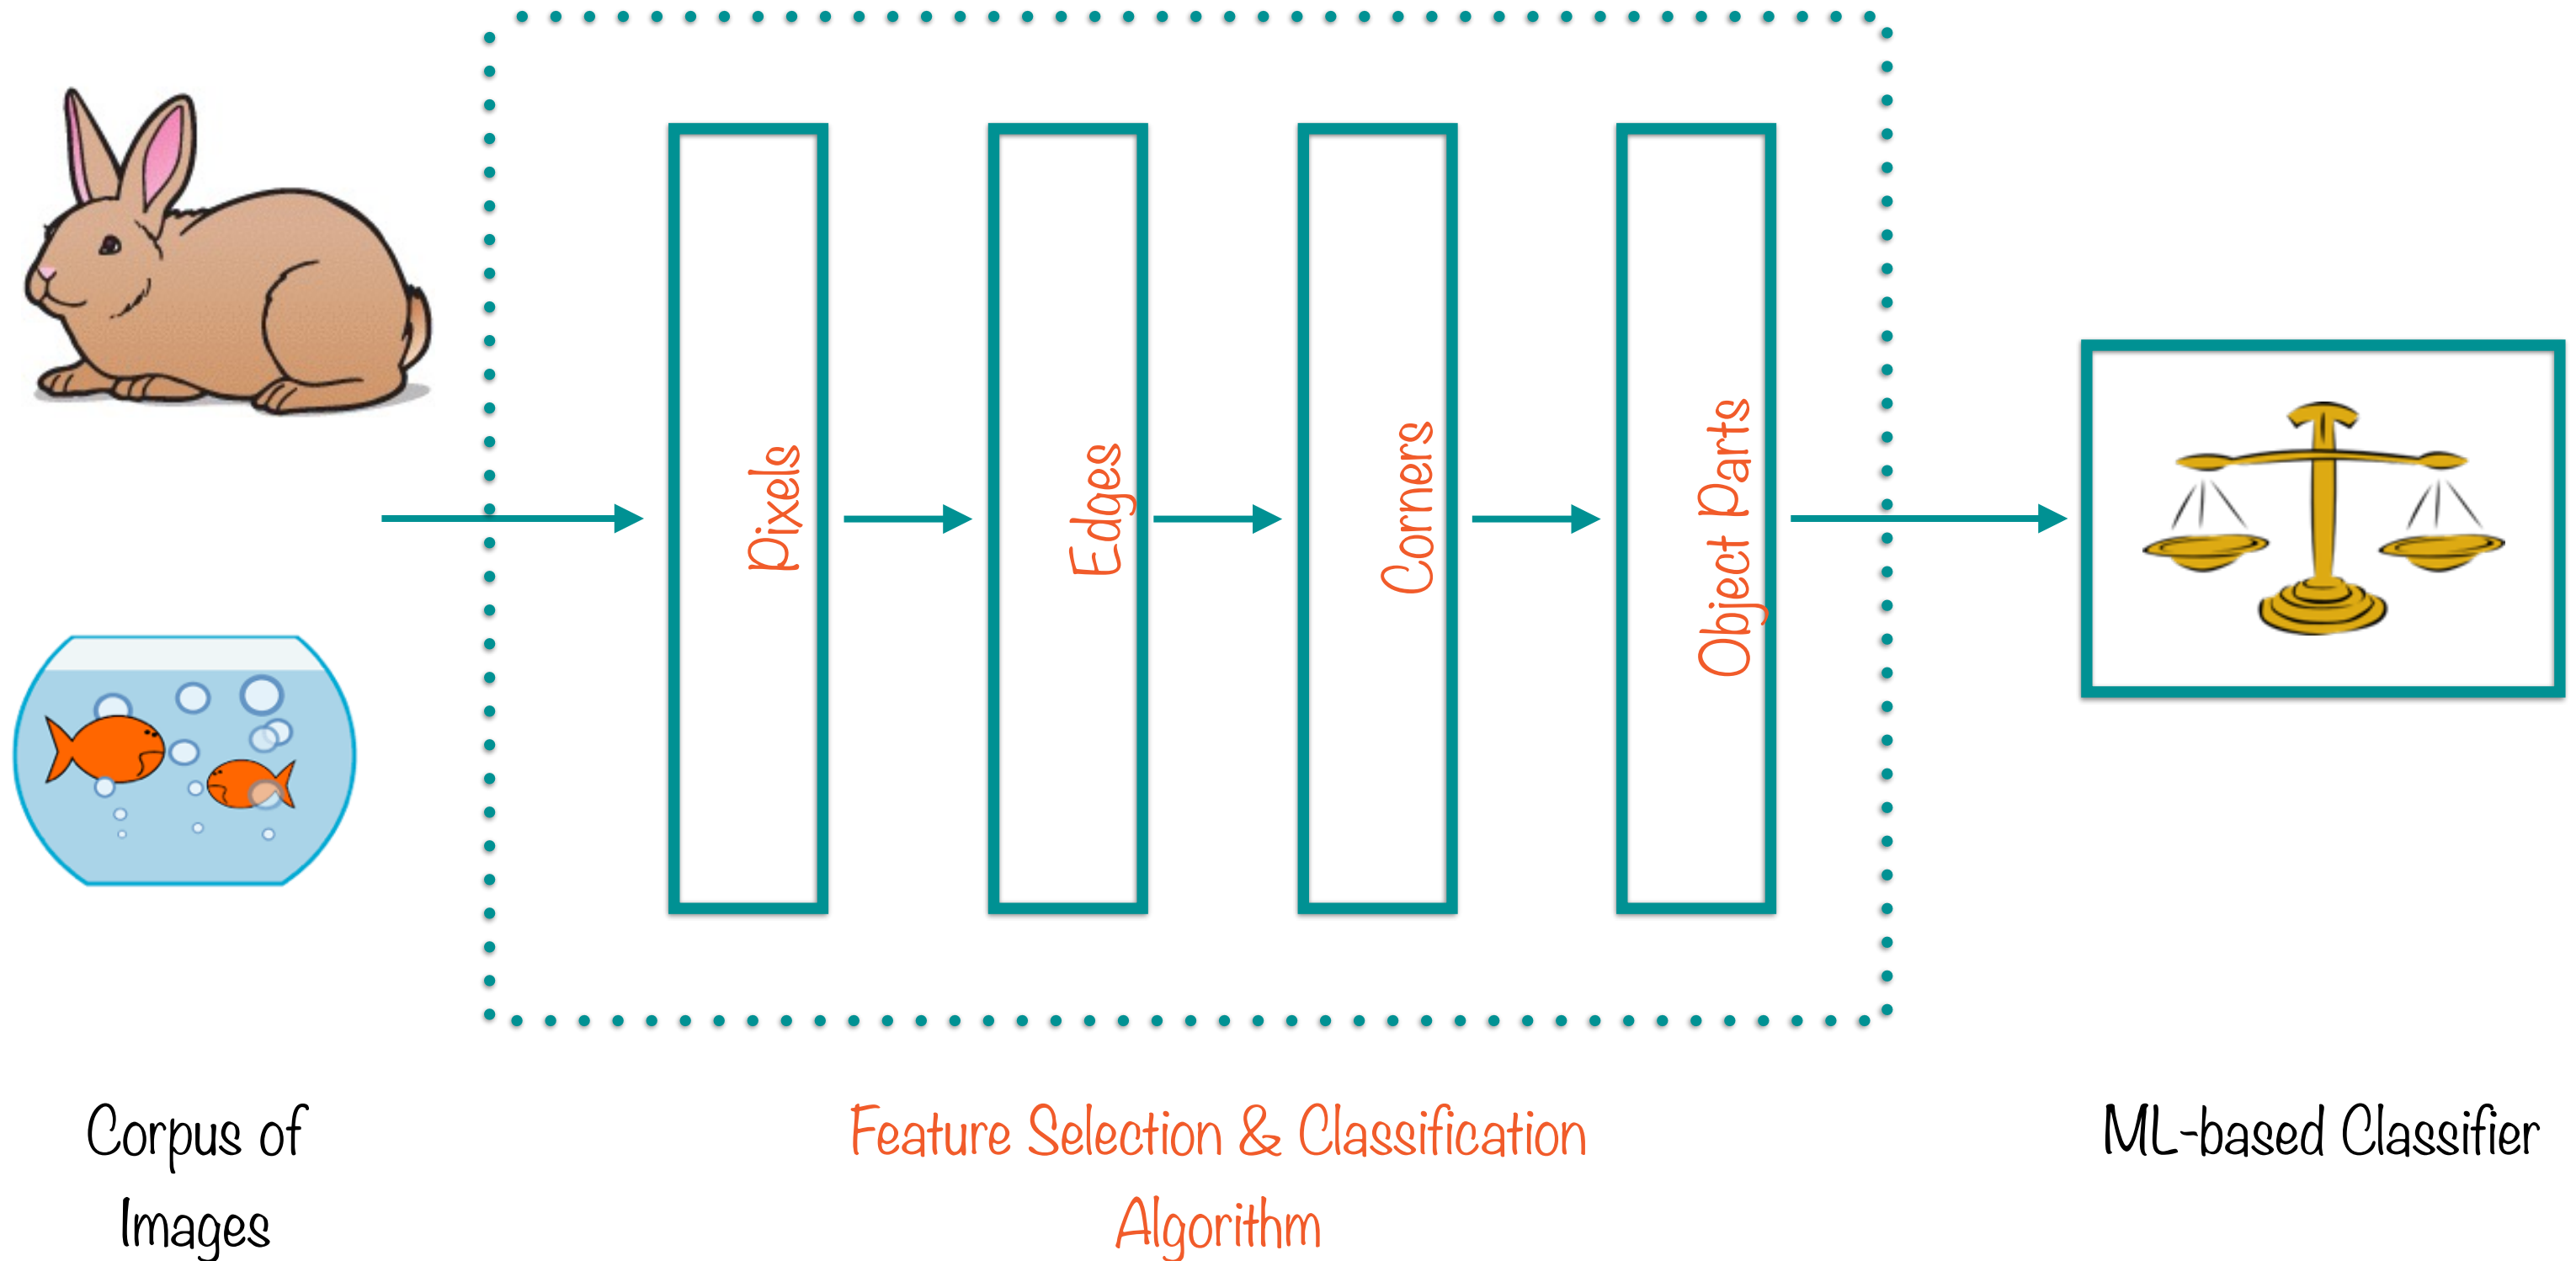 Pixels
Edges
Corners
Object Parts
Corpus of
Images
Feature Selection & Classification
Algorithm
ML-based Classifier